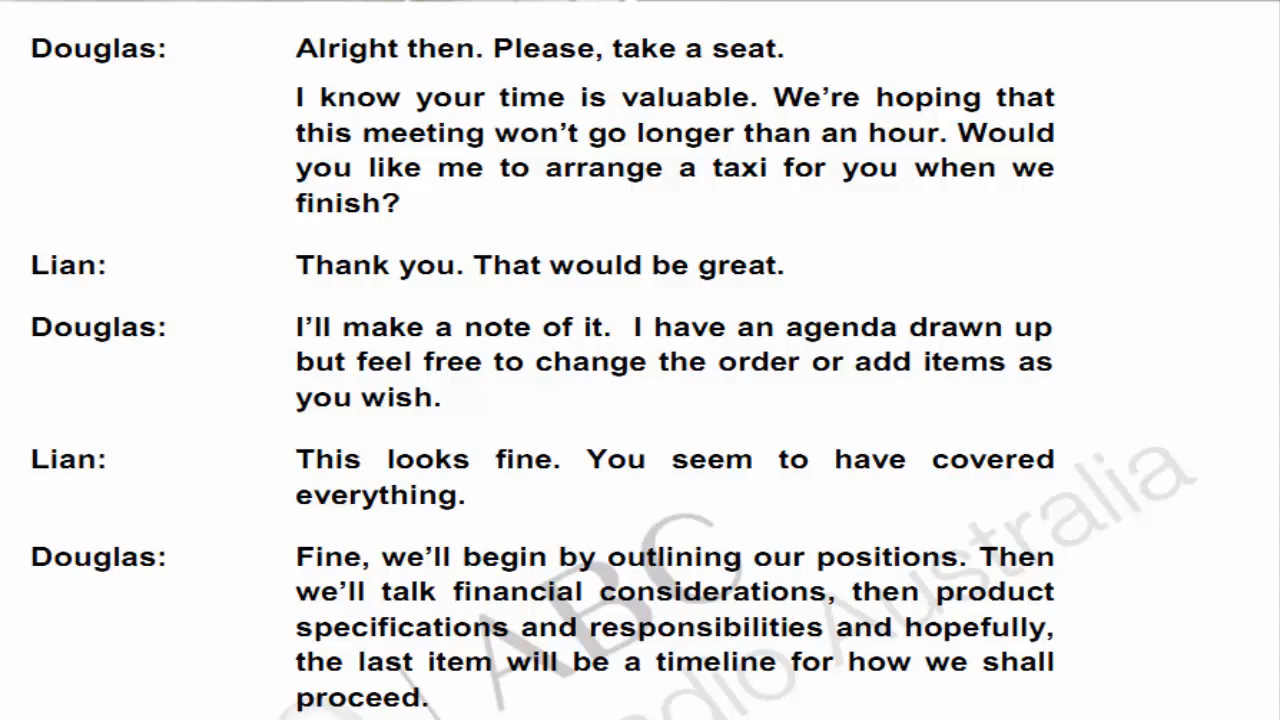 Douglas: Alright then. Please, take a seat.
I know your time is valuable. We're hoping that
this meeting won't go longer than an hour. Would
you like me to arrange a taxi for you when we
finish?
Lian: Thank you. That would be great.
Douglas: I'll make a note of it. I have an agenda drawn up
but feel free to change the order or add items as
you wish.
Lian: This looks fine. You seem to have covered
everything.
Douglas: Fine, we'll begin by outlining our positions. Then
we'll talk financial considerations, then product
specifications and responsibilities and hopefully,
the last item will be a timeline for how we shall
proceed.
ABC
Australia